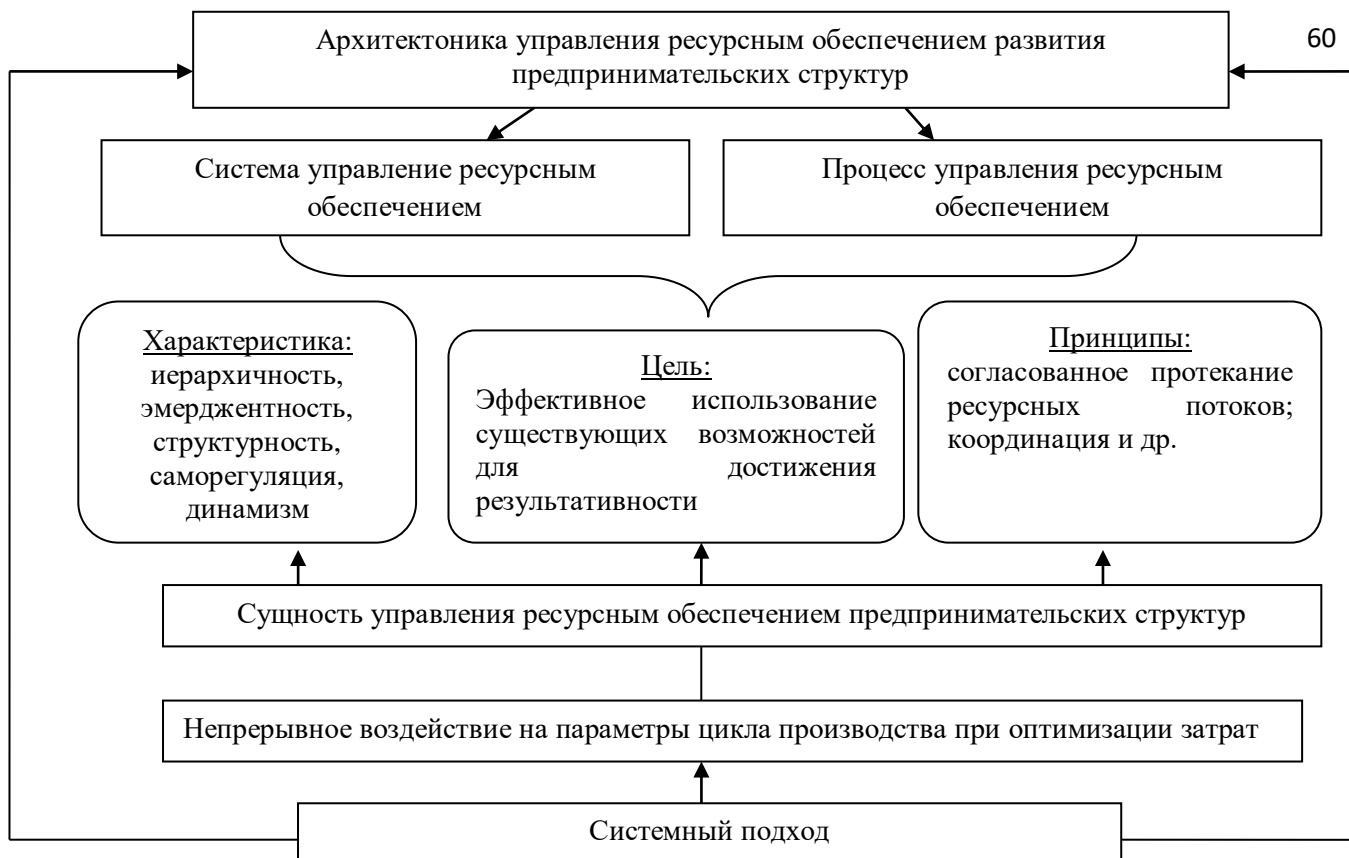 60
Архитектоника управления ресурсным обеспечением развития
предпринимательских структур
Система управление ресурсным
обеспечением
Процесс управления ресурсным
обеспечением
Характеристика:
иерархичность,
эмерджентность,
структурность,
саморегуляция,
динамизм
Цель:
Эффективное использование
существующих возможностей
для достижения
результативности
Принципы:
согласованное протекание
ресурсных потоков;
координация и др.
Сущность управления ресурсным обеспечением предпринимательских структур
Непрерывное воздействие на параметры цикла производства при оптимизации затрат
Системный подход